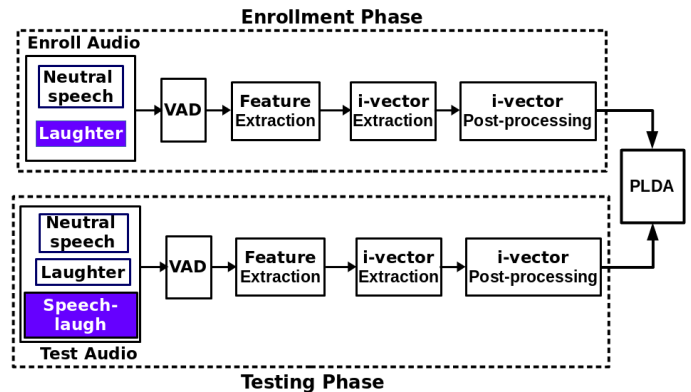 Enrollment Phase
Enroll Audio
Neutral
speech
Laughter
VAD
Feature
Extraction
i-vector
Extraction
i-vector
Post-processing
PLDA
Neutral
speech
Laughter
Speech-
laugh
Test Audio
VAD
Feature
Extraction
i-vector
Extraction
i-vector
Post-processing
Testing Phase